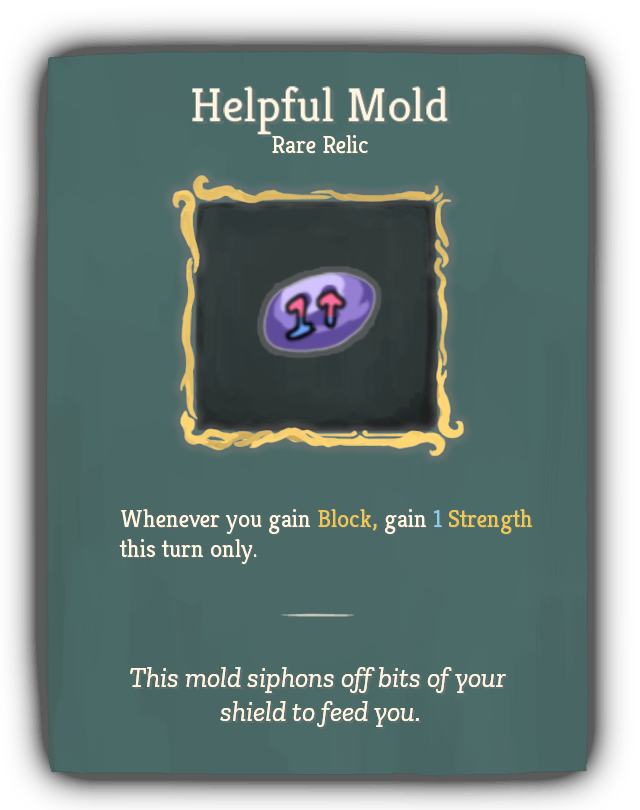 Helpful Mold
Rare Relic
Whenever you gain Block, gain 1 Strength
this turn only.
This mold siphons off bits of your
shield to feed you.